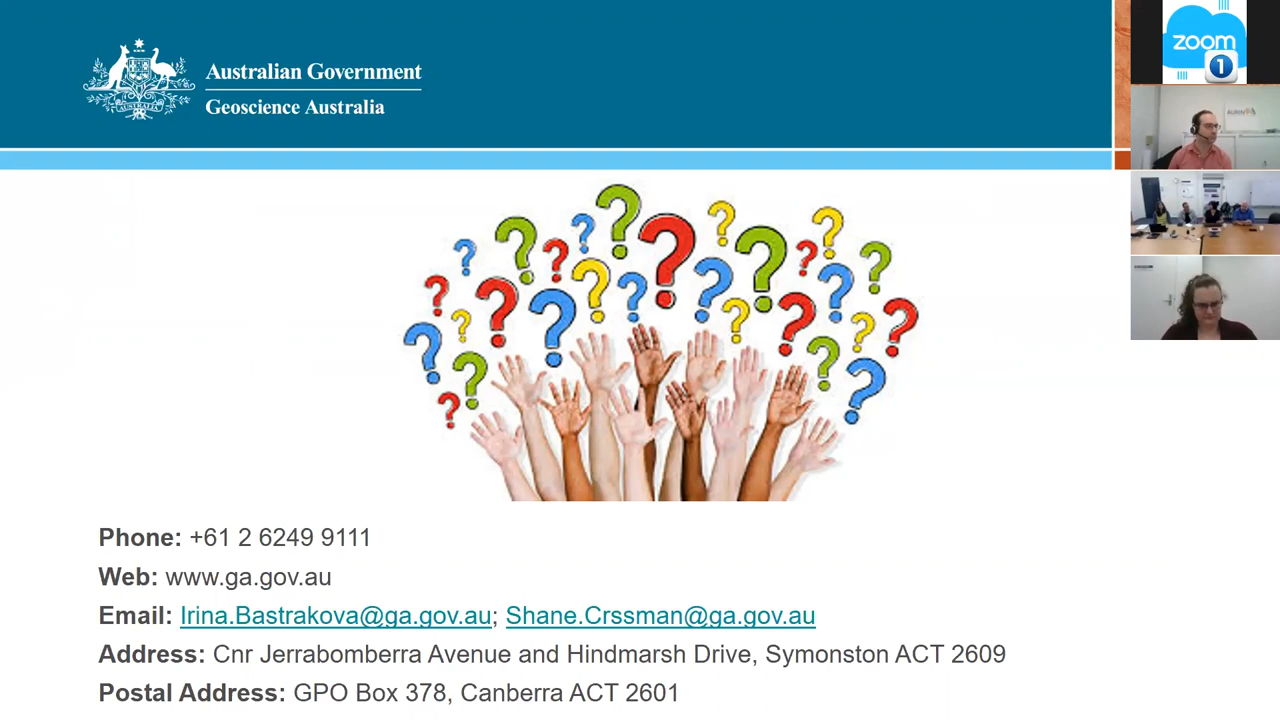 Australian Government
Geoscience Australia
zoom
1
AURIN
Phone: +61 2 6249 9111
Web: www.ga.gov.au
Email: Irina.Bastrakova@ga.gov.au; Shane.Crssman@ga.gov.au
Address: Cnr Jerrabomberra Avenue and Hindmarsh Drive, Symonston ACT 2609
Postal Address: GPO Box 378, Canberra ACT 2601